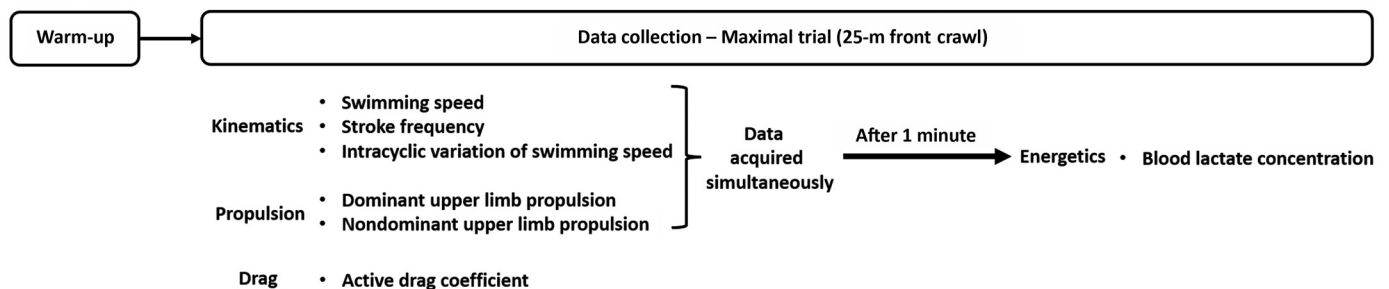 Warm-up
Data collection – Maximal trial (25-m front crawl)
Kinematics
• Swimming speed
• Stroke frequency
• Intracyclic variation of swimming speed
Propulsion
• Dominant upper limb propulsion
• Nondominant upper limb propulsion
Data
acquired
simultaneously
After 1 minute
Energetics • Blood lactate concentration
Drag • Active drag coefficient